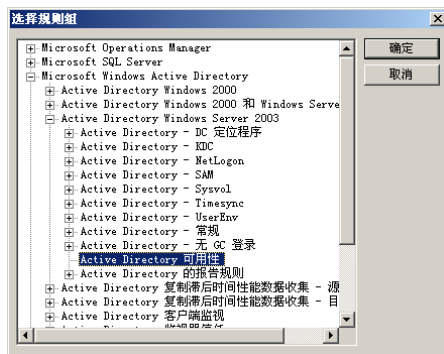 选择规则组
Microsoft Operations Manager
Microsoft SQL Server
Microsoft Windows Active Directory
Active Directory Windows 2000
Active Directory Windows 2000 和 Windows Serve
Active Directory Windows Server 2003
Active Directory - DC 定位程序
Active Directory - KDC
Active Directory - NetLogon
Active Directory - SAM
Active Directory - Sysvol
Active Directory - Timesync
Active Directory - UserEnv
Active Directory - 常规
Active Directory - 无 GC 登录
Active Directory 可用性
Active Directory 的报告规则
Active Directory 复制滞后时间性能数据收集 - 源
Active Directory 复制滞后时间性能数据收集 - 目
Active Directory 客户端监视
确定
取消